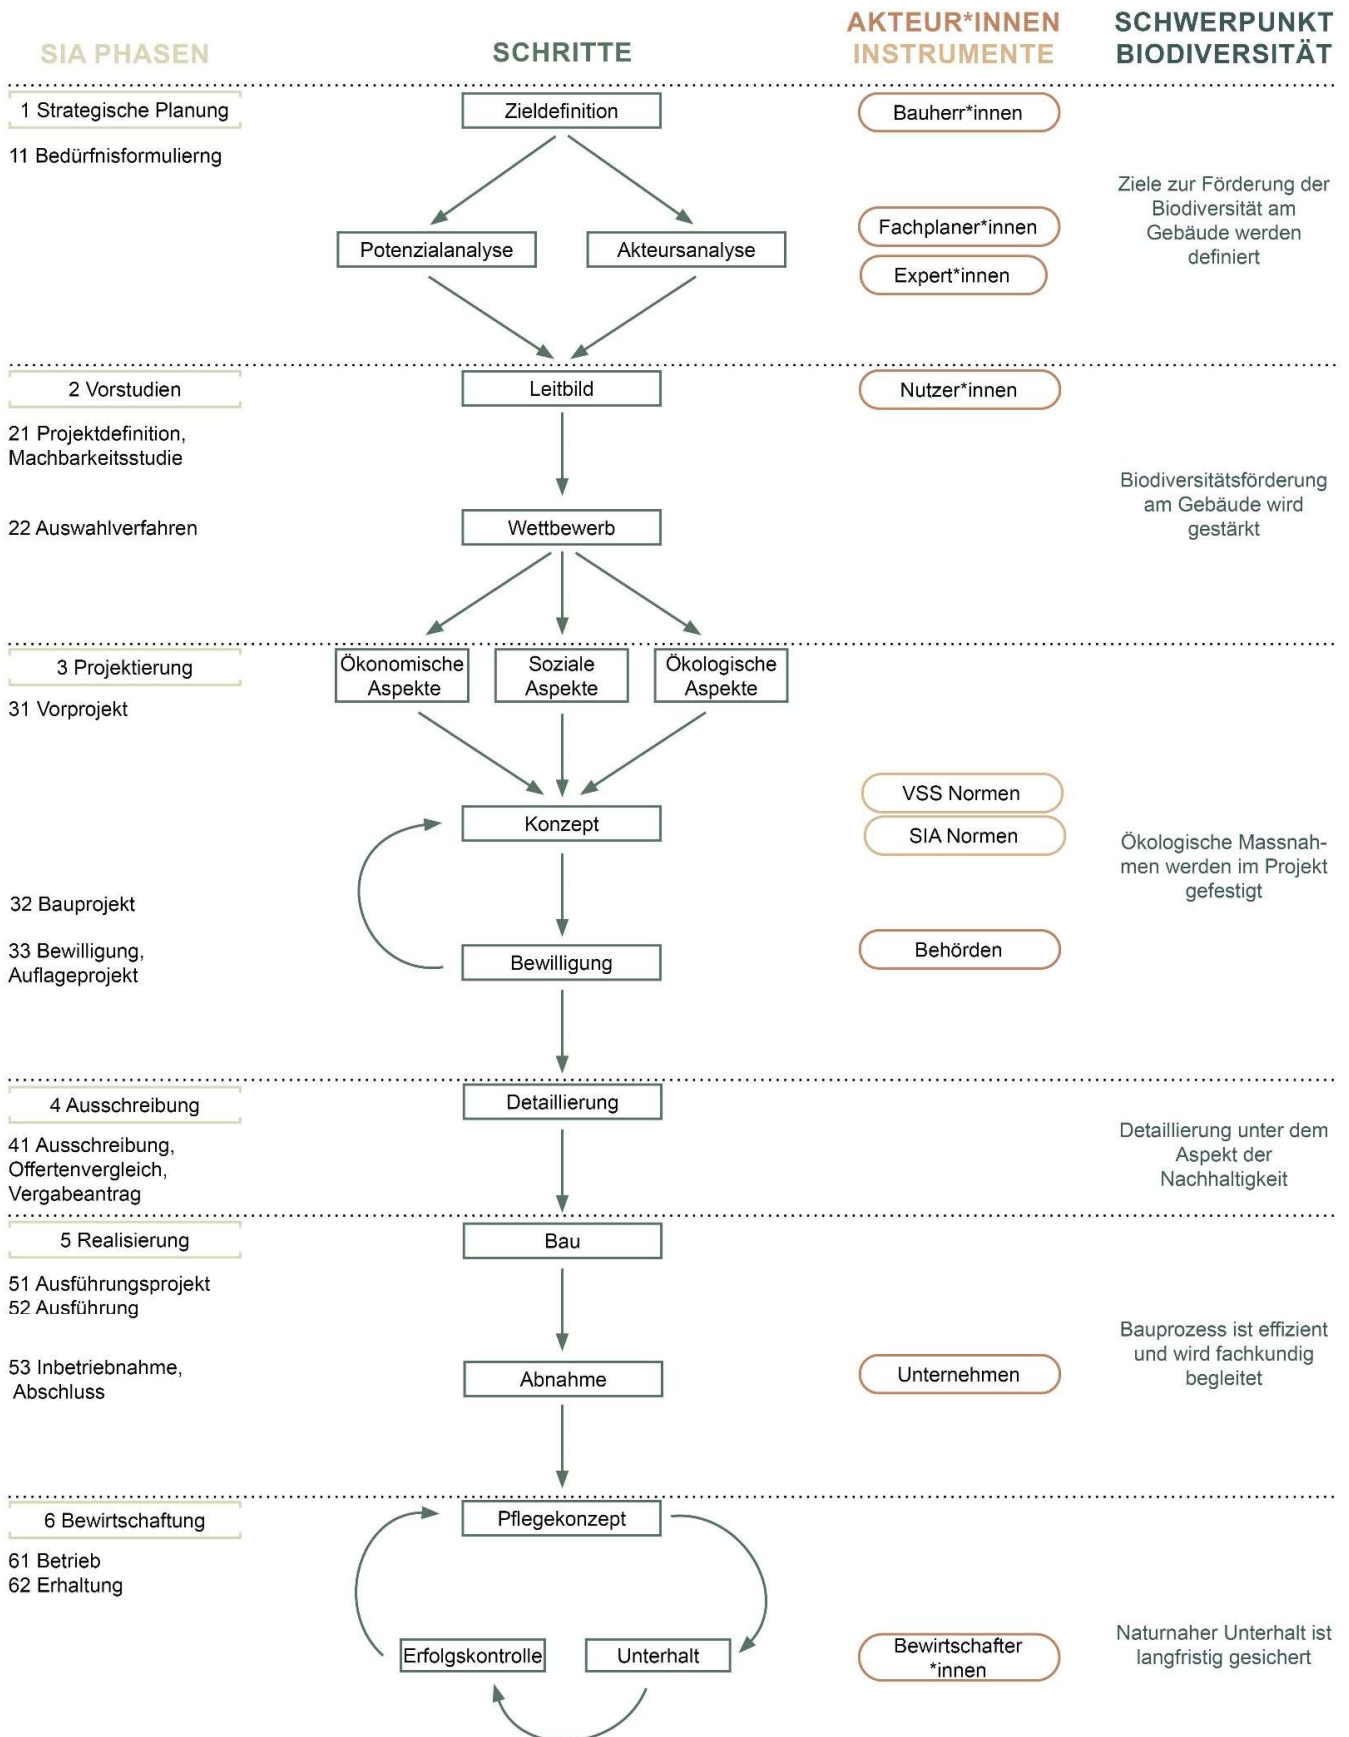 SIA PHASEN
SCHRITTE
AKTEUR*INNEN
INSTRUMENTE
SCHWERPUNKT
BIODIVERSITÄT
1 Strategische Planung
11 Bedürfnisformulierng
Zieldefinition
Potenzialanalyse
Akteursanalyse
Bauherr*innen
Fachplaner*innen
Expert*innen
Ziele zur Förderung der
Biodiversität am
Gebäude werden
definiert
2 Vorstudien
21 Projektdefinition,
Machbarkeitsstudie
22 Auswahlverfahren
Leitbild
Wettbewerb
Nutzer*innen
Biodiversitätsförderung
am Gebäude wird
gestärkt
3 Projektierung
31 Vorprojekt
32 Bauprojekt
33 Bewilligung,
Auflageprojekt
Ökonomische
Aspekte
Soziale
Aspekte
Ökologische
Aspekte
Konzept
Bewilligung
VSS Normen
SIA Normen
Behörden
Ökologische Massnah-
men werden im Projekt
gefestigt
4 Ausschreibung
41 Ausschreibung,
Offertenvergleich,
Vergabeantrag
Detaillierung
Detaillierung unter dem
Aspekt der
Nachhaltigkeit
5 Realisierung
51 Ausführungsprojekt
52 Ausführung
53 Inbetriebnahme,
Abschluss
Bau
Abnahme
Unternehmen
Bauprozess ist effizient
und wird fachkundig
begleitet
6 Bewirtschaftung
61 Betrieb
62 Erhaltung
Pflegekonzept
Erfolgskontrolle
Unterhalt
Bewirtschafter
*innen
Naturnaher Unterhalt ist
langfristig gesichert